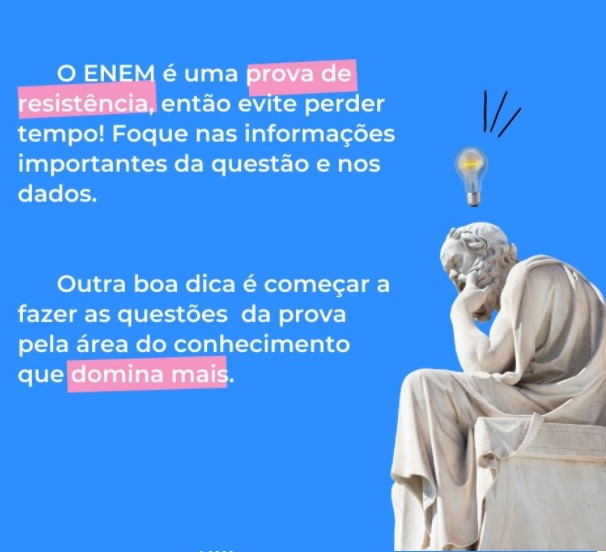 O ENEM é uma prova de
resistência, então evite perder
tempo! Foque nas informações
importantes da questão e nos
dados.
Outra boa dica é começar a
fazer as questões da prova
pela área do conhecimento
que domina mais.